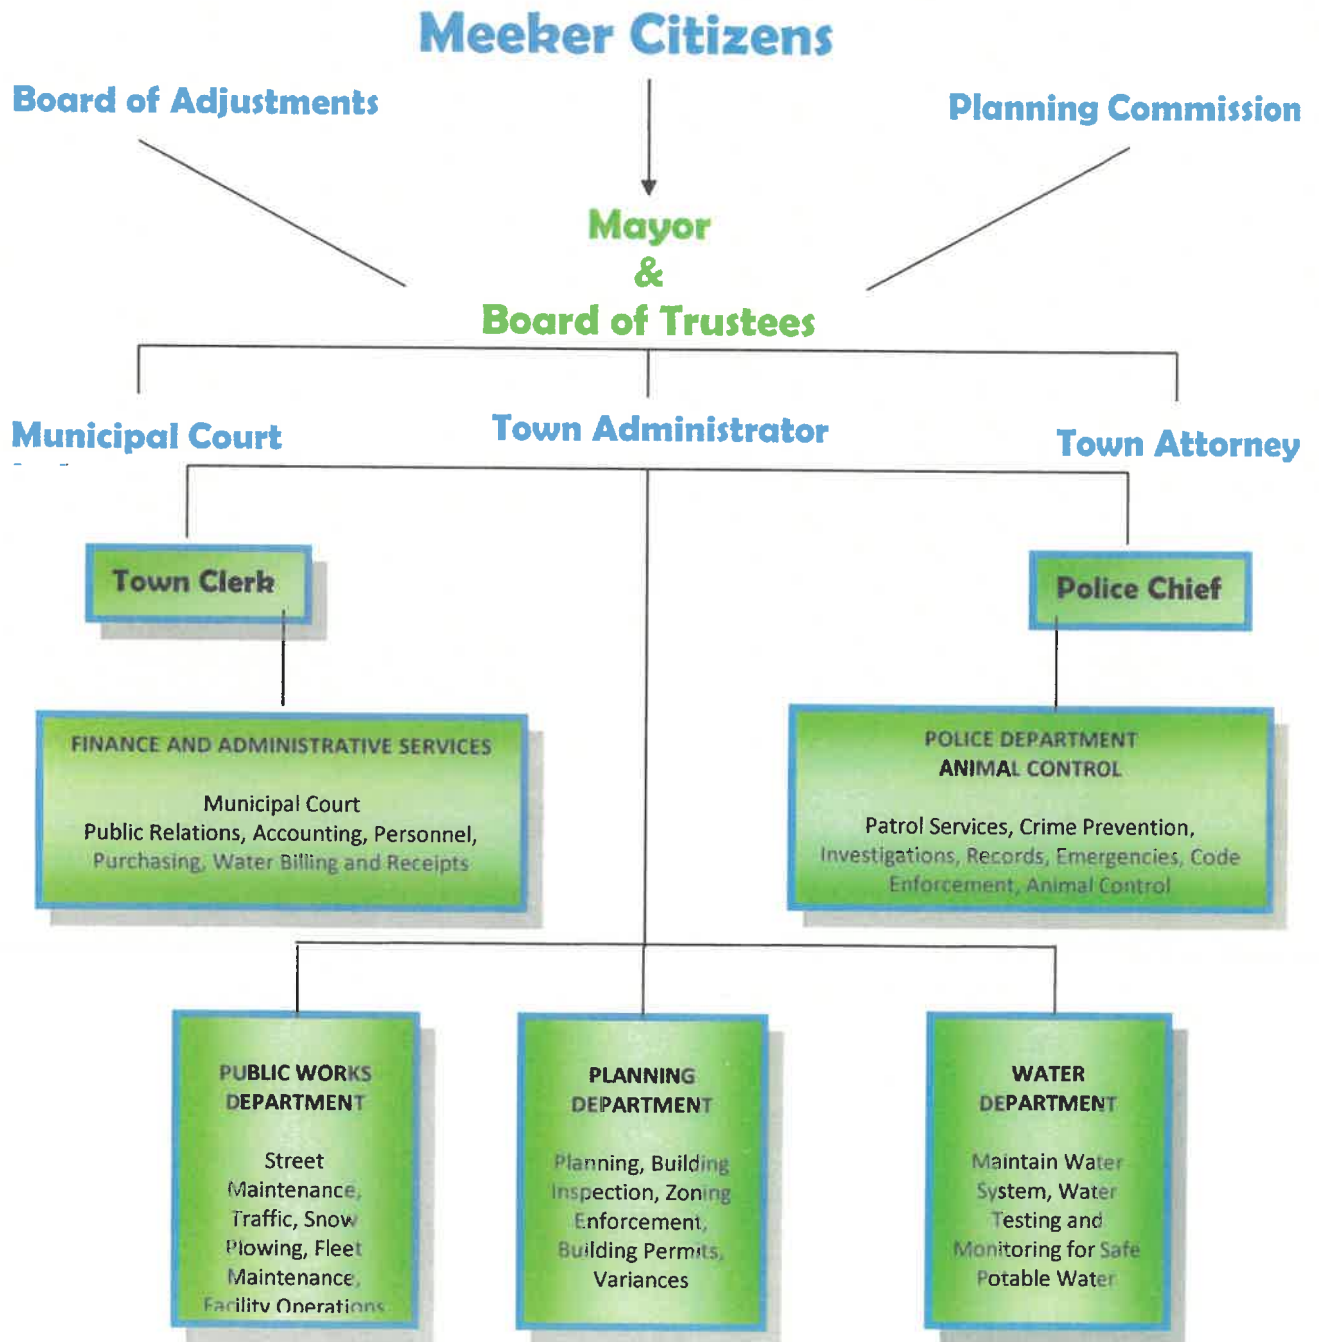 Meeker Citizens
Board of Adjustments
Planning Commission
Mayor
&
Board of Trustees
Municipal Court
Town Administrator
Town Attorney
Town Clerk
Police Chief
FINANCE AND ADMINISTRATIVE SERVICES
Municipal Court
Public Relations, Accounting, Personnel,
Purchasing, Water Billing and Receipts
POLICE DEPARTMENT
ANIMAL CONTROL
Patrol Services, Crime Prevention,
Investigations, Records, Emergencies, Code
Enforcement, Animal Control
PUBLIC WORKS
DEPARTMENT
Street
Maintenance,
Traffic, Snow
Plowing, Fleet
Maintenance,
Facility Operations
PLANNING
DEPARTMENT
Planning, Building
Inspection, Zoning
Enforcement,
Building Permits,
Variances
WATER
DEPARTMENT
Maintain Water
System, Water
Testing and
Monitoring for Safe
Potable Water